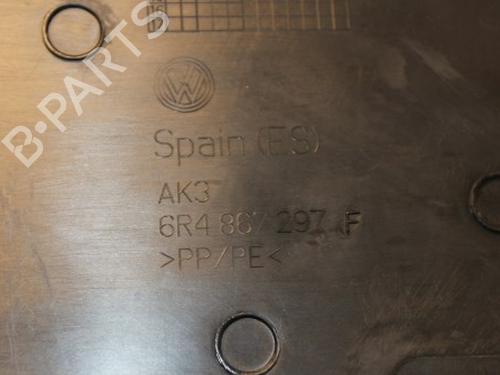 B-PARTS
Spain (ES)
AK3
6R4 867 297 F
>PP/PE<